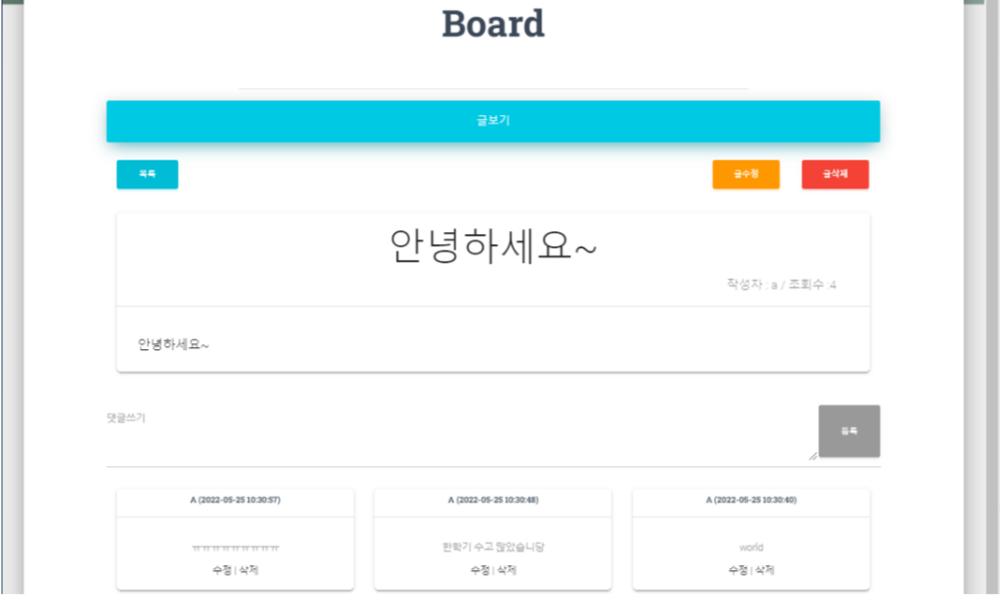 Board
글보기
목록
글수정
글삭제
안녕하세요~
작성자 : a / 조회수 :4
안녕하세요~
댓글쓰기
등록
A (2022-05-25 10:30:57)
A (2022-05-25 10:30:48)
A (2022-05-25 10:30:40)
ㅠㅠㅠㅠㅠㅠㅠㅠㅠ
한학기 수고 많았습니당
world
수정 | 삭제
수정 | 삭제
수정 | 삭제